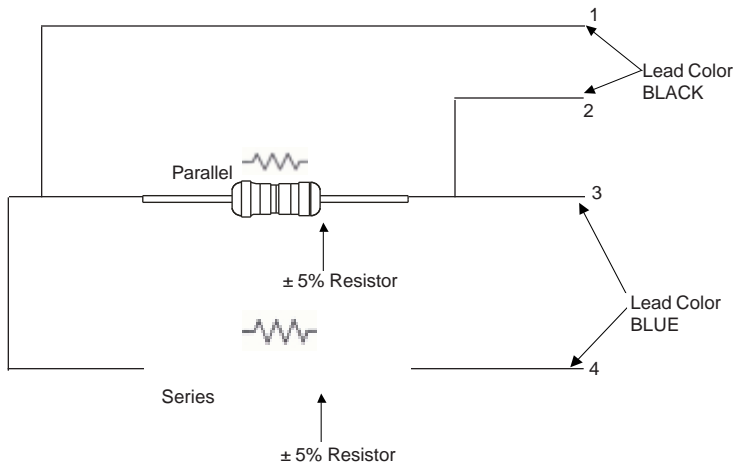 1
Lead Color
BLACK
2
Parallel
3
± 5% Resistor
Lead Color
BLUE
4
Series
± 5% Resistor